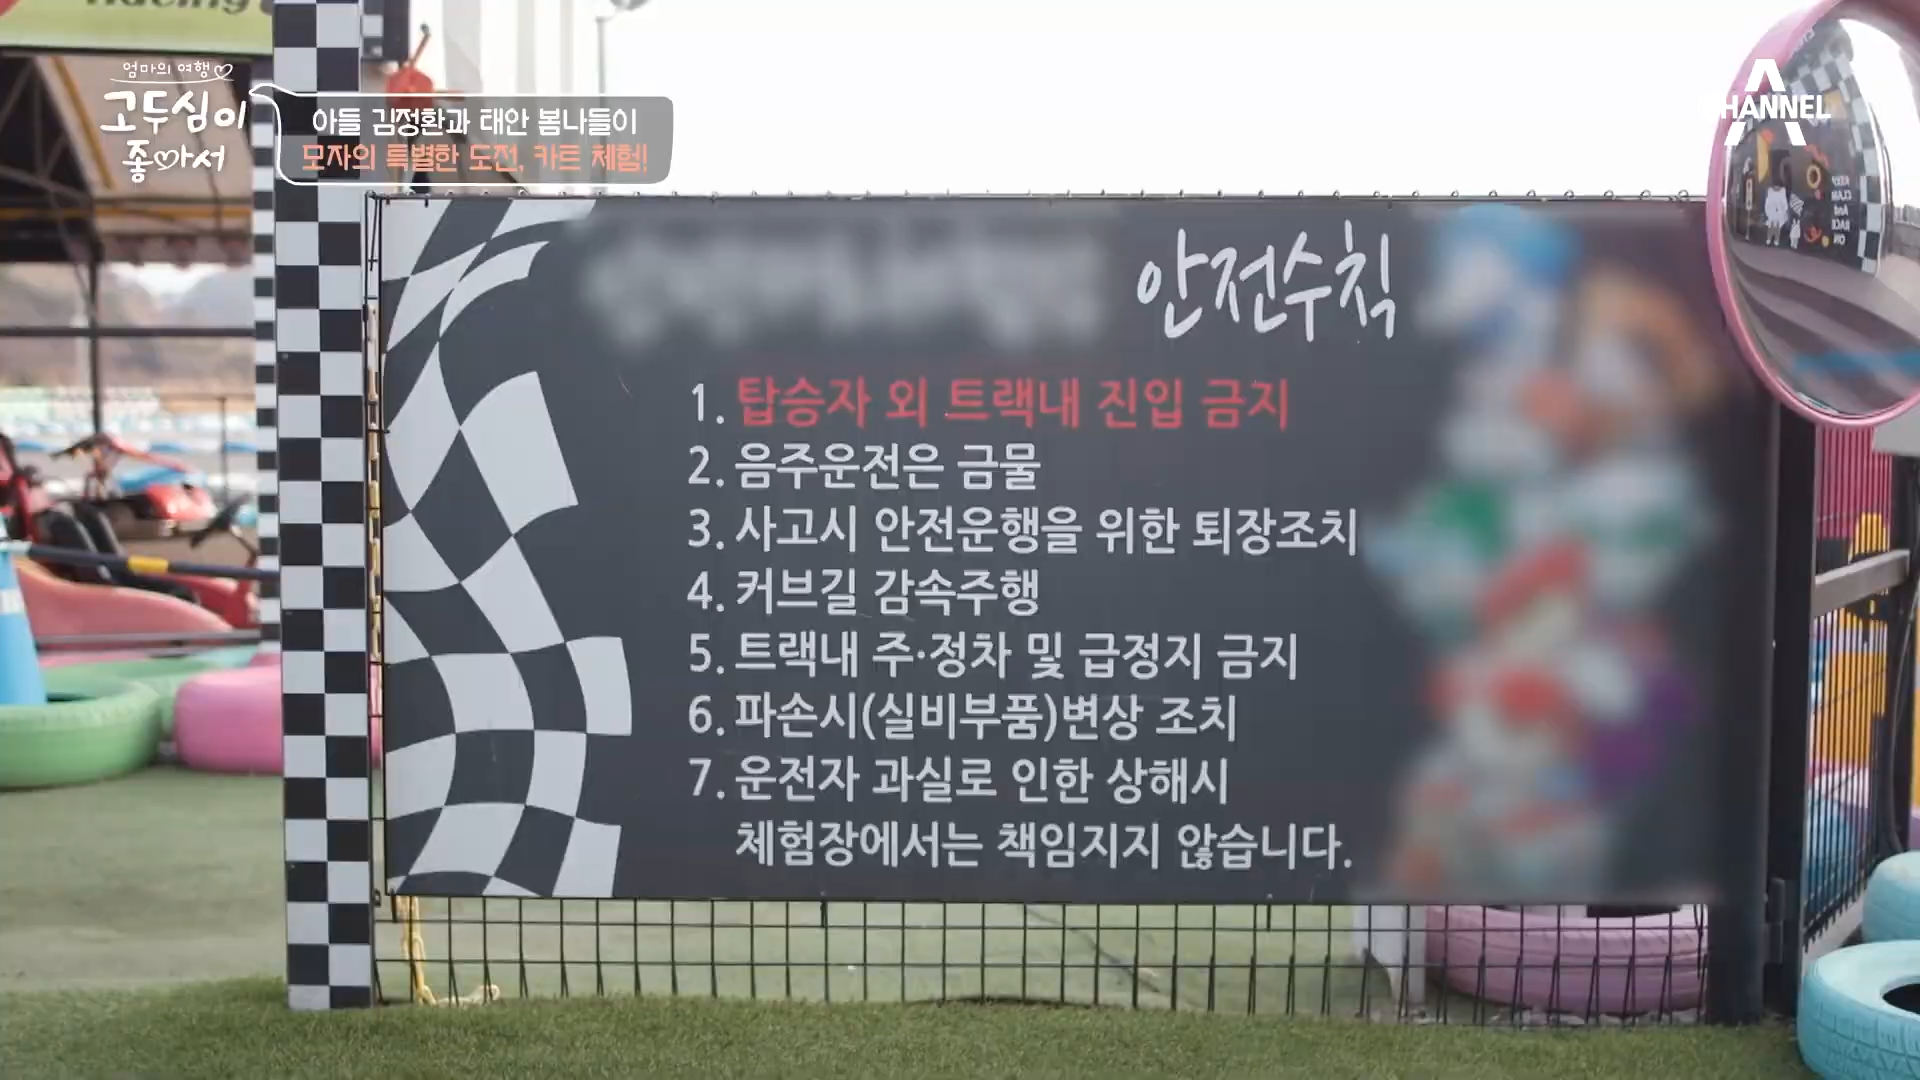 Racing
엄마의 여행
고두심이
좋아서
아들 김정환과 태안 봄나들이
모자의 특별한 도전, 카트 체험!
CHANNEL A
안전수칙
1. 탑승자 외 트랙내 진입 금지
2. 음주운전은 금물
3. 사고시 안전운행을 위한 퇴장조치
4. 커브길 감속주행
5. 트랙내 주·정차 및 급정지 금지
6. 파손시(실비부품)변상 조치
7. 운전자 과실로 인한 상해시
체험장에서는 책임지지 않습니다.